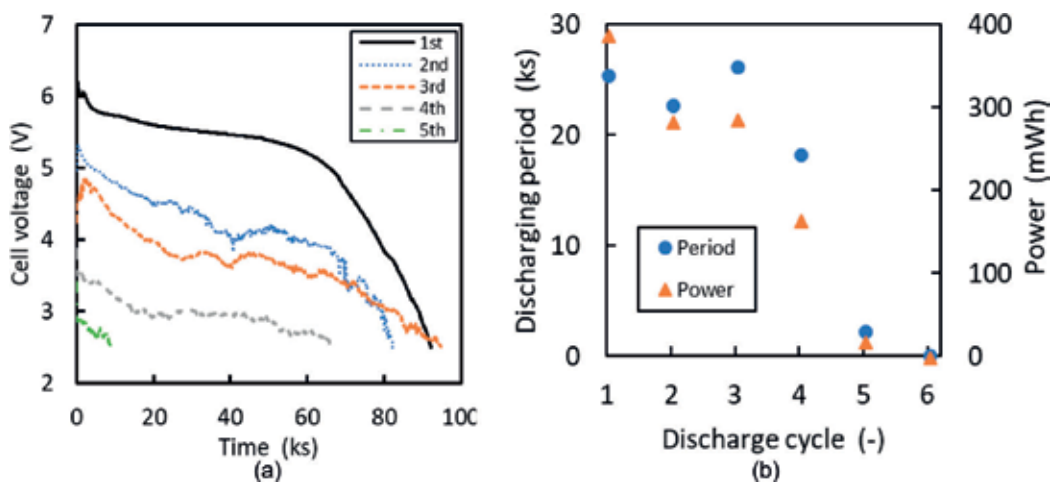 7
6
5
4
3
2
Cell voltage (V)
1st
2nd
3rd
4th
5th
0
20
40
60
80
100
Time (ks)
(a)
30
20
10
0
Discharging period (ks)
400
300
200
100
0
Power (mWh)
Period
Power
1
2
3
4
5
6
Discharge cycle (-)
(b)